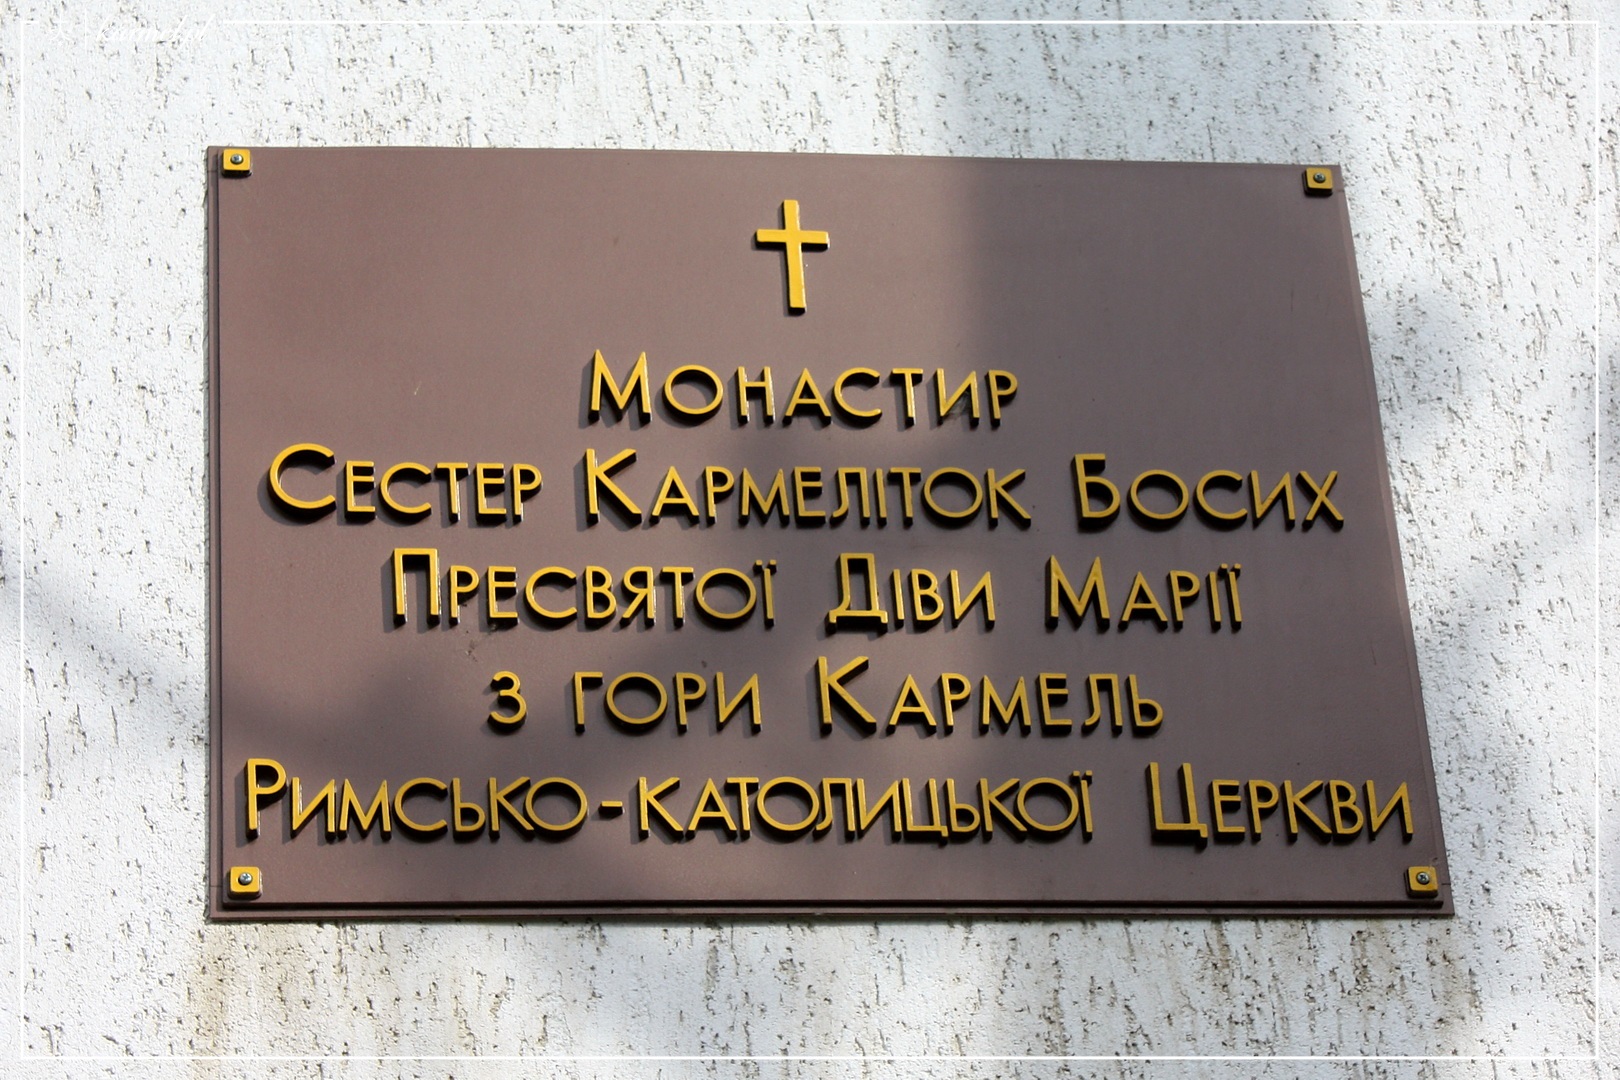 Монастир
Сестер Кармеліток Босих
Пресвятої Діви Марії
з гори Кармель
Римсько-католицької Церкви